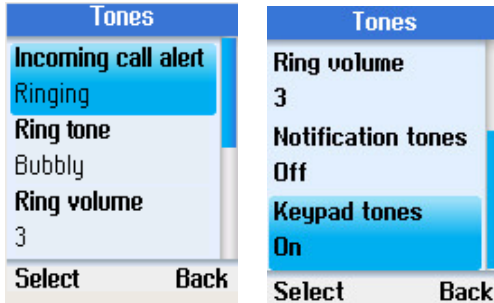 Tones
Incoming call alert
Ringing
Ring tone
Bubbly
Ring volume
3
Select Back
Tones
Ring volume
3
Notification tones
Off
Keypad tones
On
Select Back